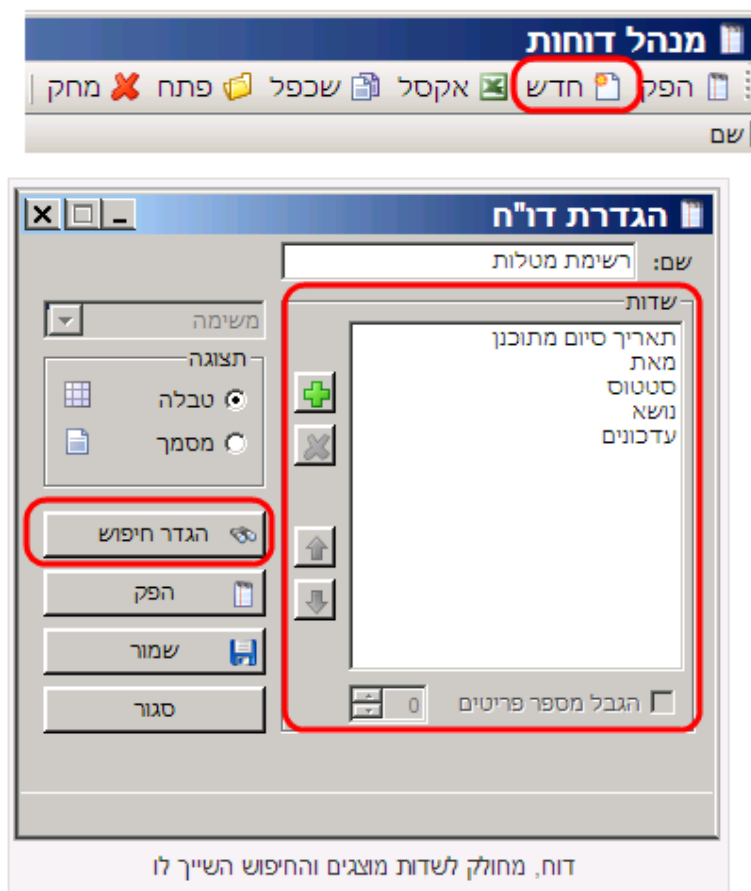 מנהל דוחות
הפק חדש אקסל שכפל פתח מחק
שם
הגדרת דו"ח
שם: רשימת מטלות
שדות
תאריך סיום מתוכנן
מאת
סטטוס
נושא
עדכונים
הגבל מספר פריטים 0
משימה
תצוגה
טבלה
מסמך
הגדר חיפוש
הפק
שמור
סגור
דוח, מחולק לשדות מוצגים והחיפוש השייך לו